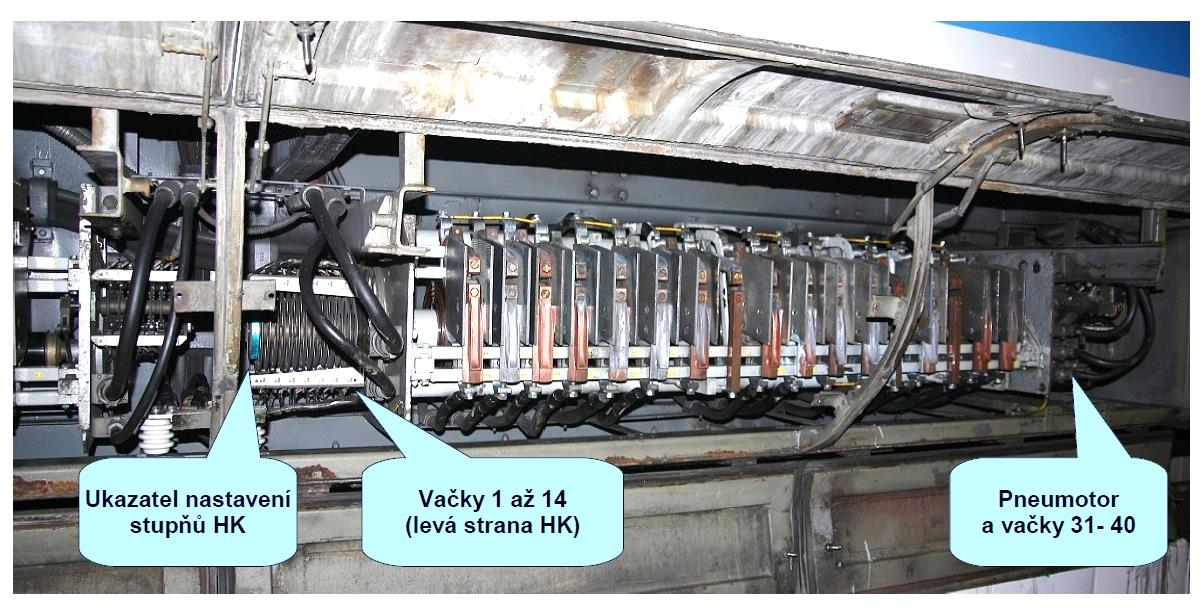 Ukazatel nastavení
stupňů HK
Vačky 1 až 14
(levá strana HK)
Pneumotor
a vačky 31- 40